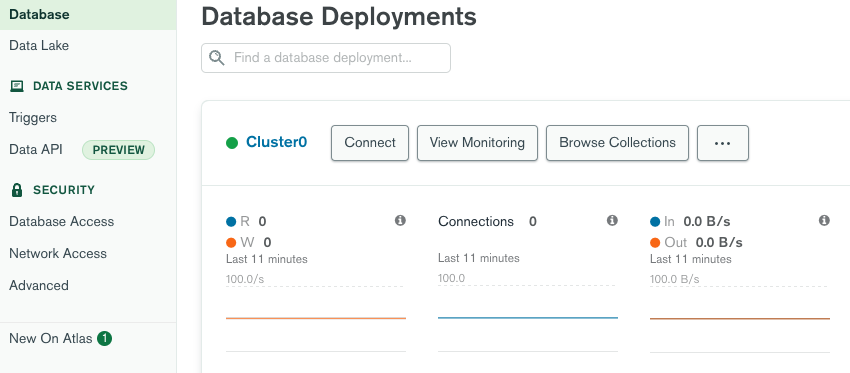 Database
Data Lake
DATA SERVICES
Triggers
Data API PREVIEW
SECURITY
Database Access
Network Access
Advanced
New On Atlas 1
Database Deployments
Find a database deployment...
Cluster0 Connect View Monitoring Browse Collections ...
R 0
W 0
Last 11 minutes
100.0/s
Connections 0
Last 11 minutes
100.0
In 0.0 B/s
Out 0.0 B/s
Last 11 minutes
100.0 B/s